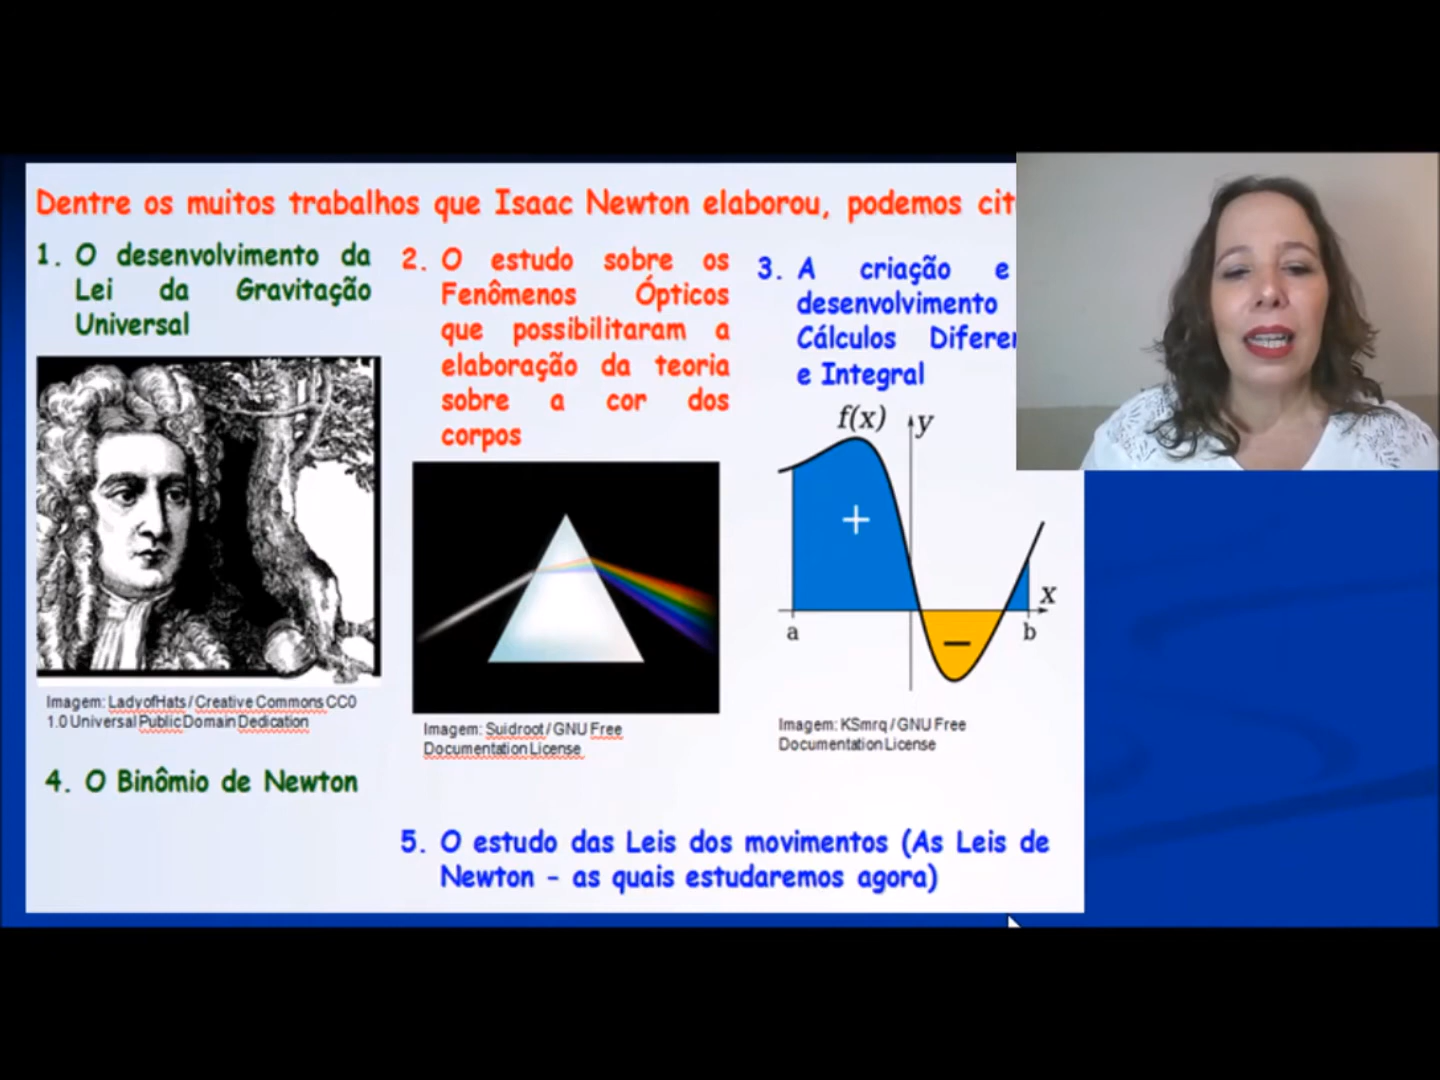 Dentre os muitos trabalhos que Isaac Newton elaborou, podemos cit
1. O desenvolvimento da
Lei da Gravitação
Universal
Imagem: LadyofHats / Creative Commons CC0
1.0 Universal Public Domain Dedication
4. O Binômio de Newton
2. O estudo sobre os
Fenômenos Ópticos
que possibilitaram a
elaboração da teoria
sobre a cor dos
corpos
Imagem: Suidroot / GNU Free
Documentation License
3. A criação e
desenvolvimento
Cálculos Diferen
e Integral
f(x) y
+
x
a b
−
Imagem: KSmrq / GNU Free
Documentation License
5. O estudo das Leis dos movimentos (As Leis de
Newton – as quais estudaremos agora)